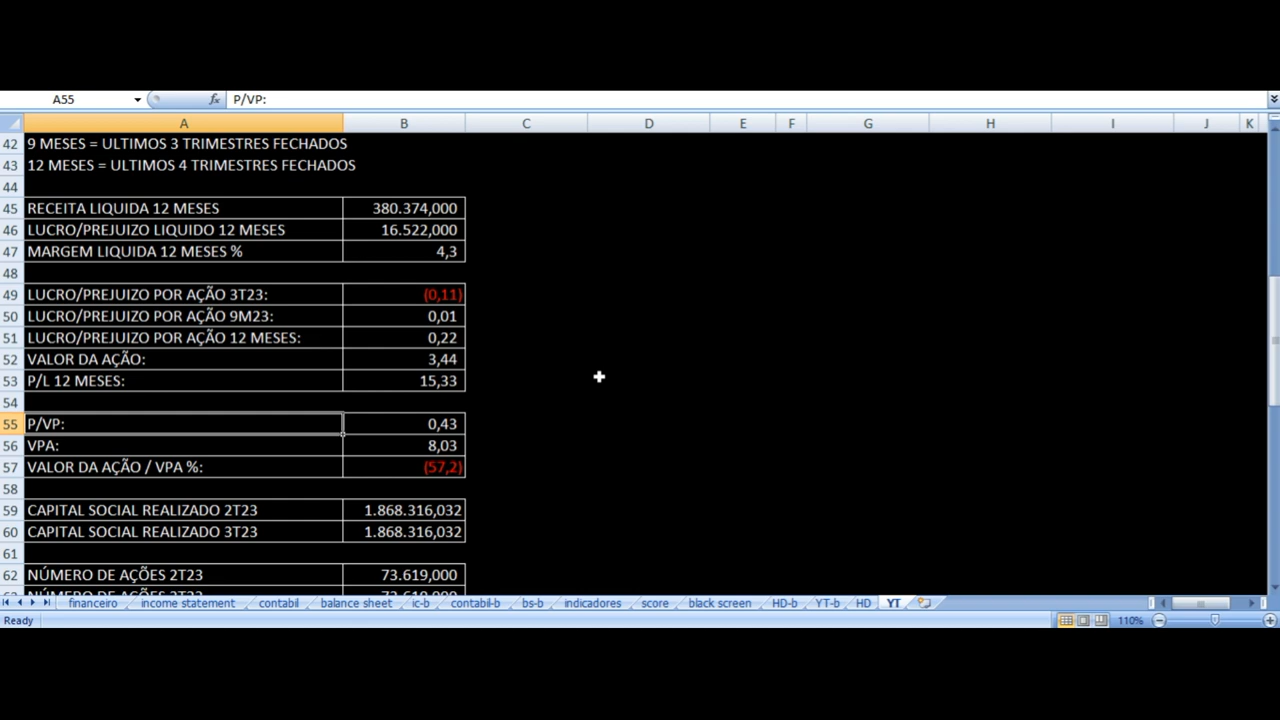 A55 fx P/VP:
A B C D E F G H I J K
42 9 MESES = ULTIMOS 3 TRIMESTRES FECHADOS
43 12 MESES = ULTIMOS 4 TRIMESTRES FECHADOS
44
45 RECEITA LIQUIDA 12 MESES 380.374,000
46 LUCRO/PREJUIZO LIQUIDO 12 MESES 16.522,000
47 MARGEM LIQUIDA 12 MESES % 4,3
48
49 LUCRO/PREJUIZO POR AÇÃO 3T23: (0,11)
50 LUCRO/PREJUIZO POR AÇÃO 9M23: 0,01
51 LUCRO/PREJUIZO POR AÇÃO 12 MESES: 0,22
52 VALOR DA AÇÃO: 3,44
53 P/L 12 MESES: 15,33
54
55 P/VP: 0,43
56 VPA: 8,03
57 VALOR DA AÇÃO / VPA %: (57,2)
58
59 CAPITAL SOCIAL REALIZADO 2T23 1.868.316,032
60 CAPITAL SOCIAL REALIZADO 3T23 1.868.316,032
61
62 NÚMERO DE AÇÕES 2T23 73.619,000
financeiro income statement contabil balance sheet ic-b contabil-b bs-b indicadores score black screen HD-b YT-b HD YT
Ready 110%